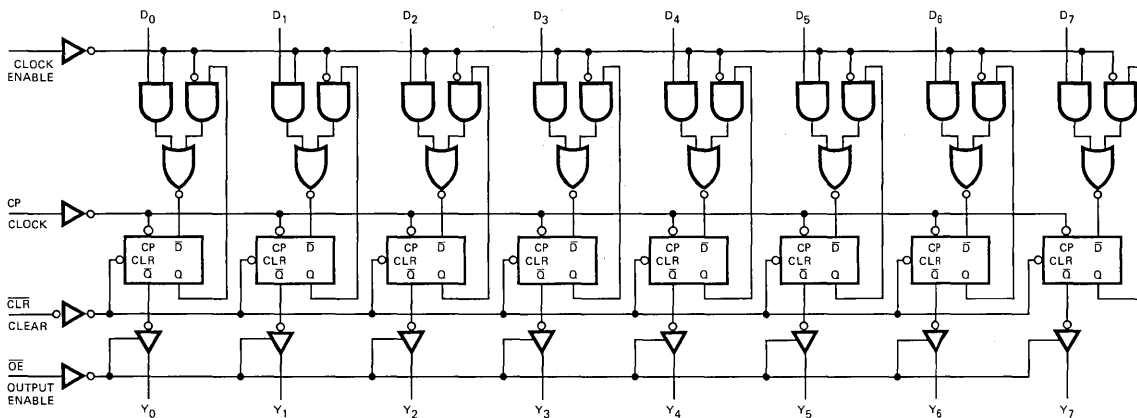 D0 D1 D2 D3 D4 D5 D6 D7
CLOCK
ENABLE
CP
CLOCK
CP D̅ CP D̅ CP D̅ CP D̅ CP D̅ CP D̅ CP D̅ CP D̅
CLR CLR CLR CLR CLR CLR CLR CLR
Q̅ Q Q̅ Q Q̅ Q Q̅ Q Q̅ Q Q̅ Q Q̅ Q Q̅ Q
C̅L̅R̅
CLEAR
O̅E̅
OUTPUT
ENABLE
Y0 Y1 Y2 Y3 Y4 Y5 Y6 Y7